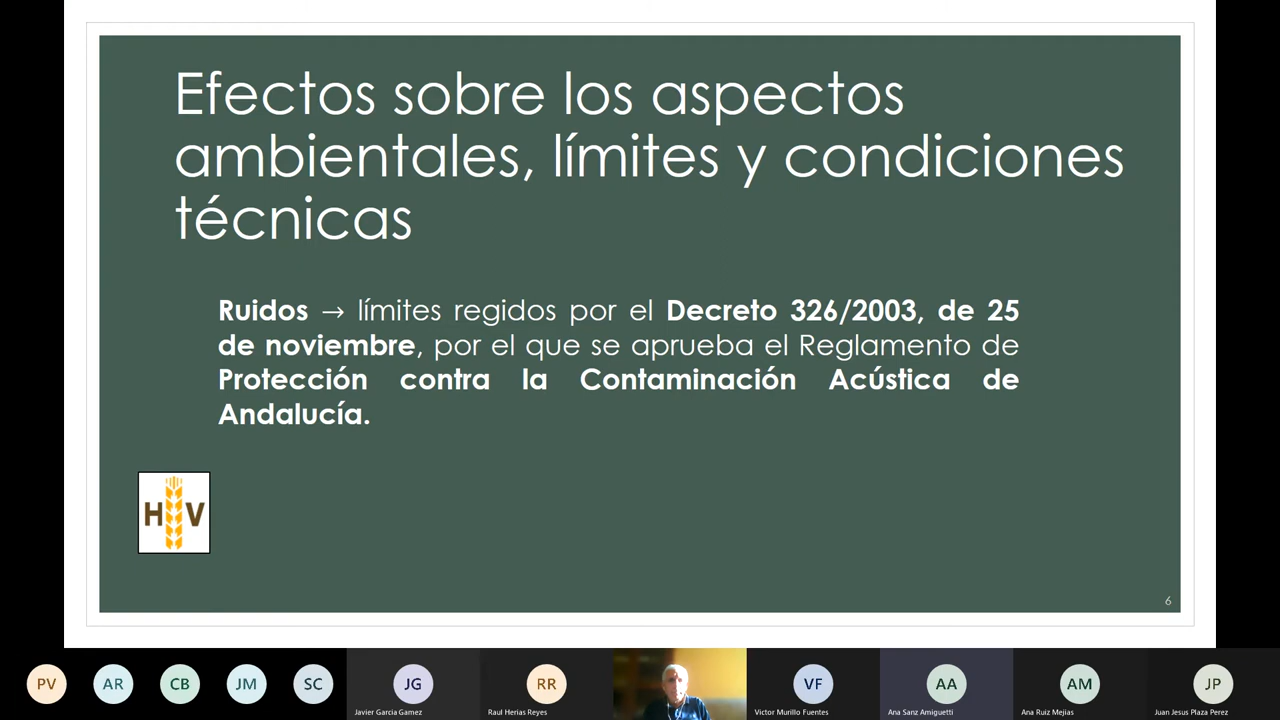 Efectos sobre los aspectos
ambientales, límites y condiciones
técnicas
Ruidos → límites regidos por el Decreto 326/2003, de 25
de noviembre, por el que se aprueba el Reglamento de
Protección contra la Contaminación Acústica de
Andalucía.
H V
6
PV AR CB JM SC JG RR VF AA AM JP
Javier Garcia Gamez Raul Herias Reyes Victor Murillo Fuentes Ana Sanz Amiguetti Ana Ruiz Mejias Juan Jesus Plaza Perez